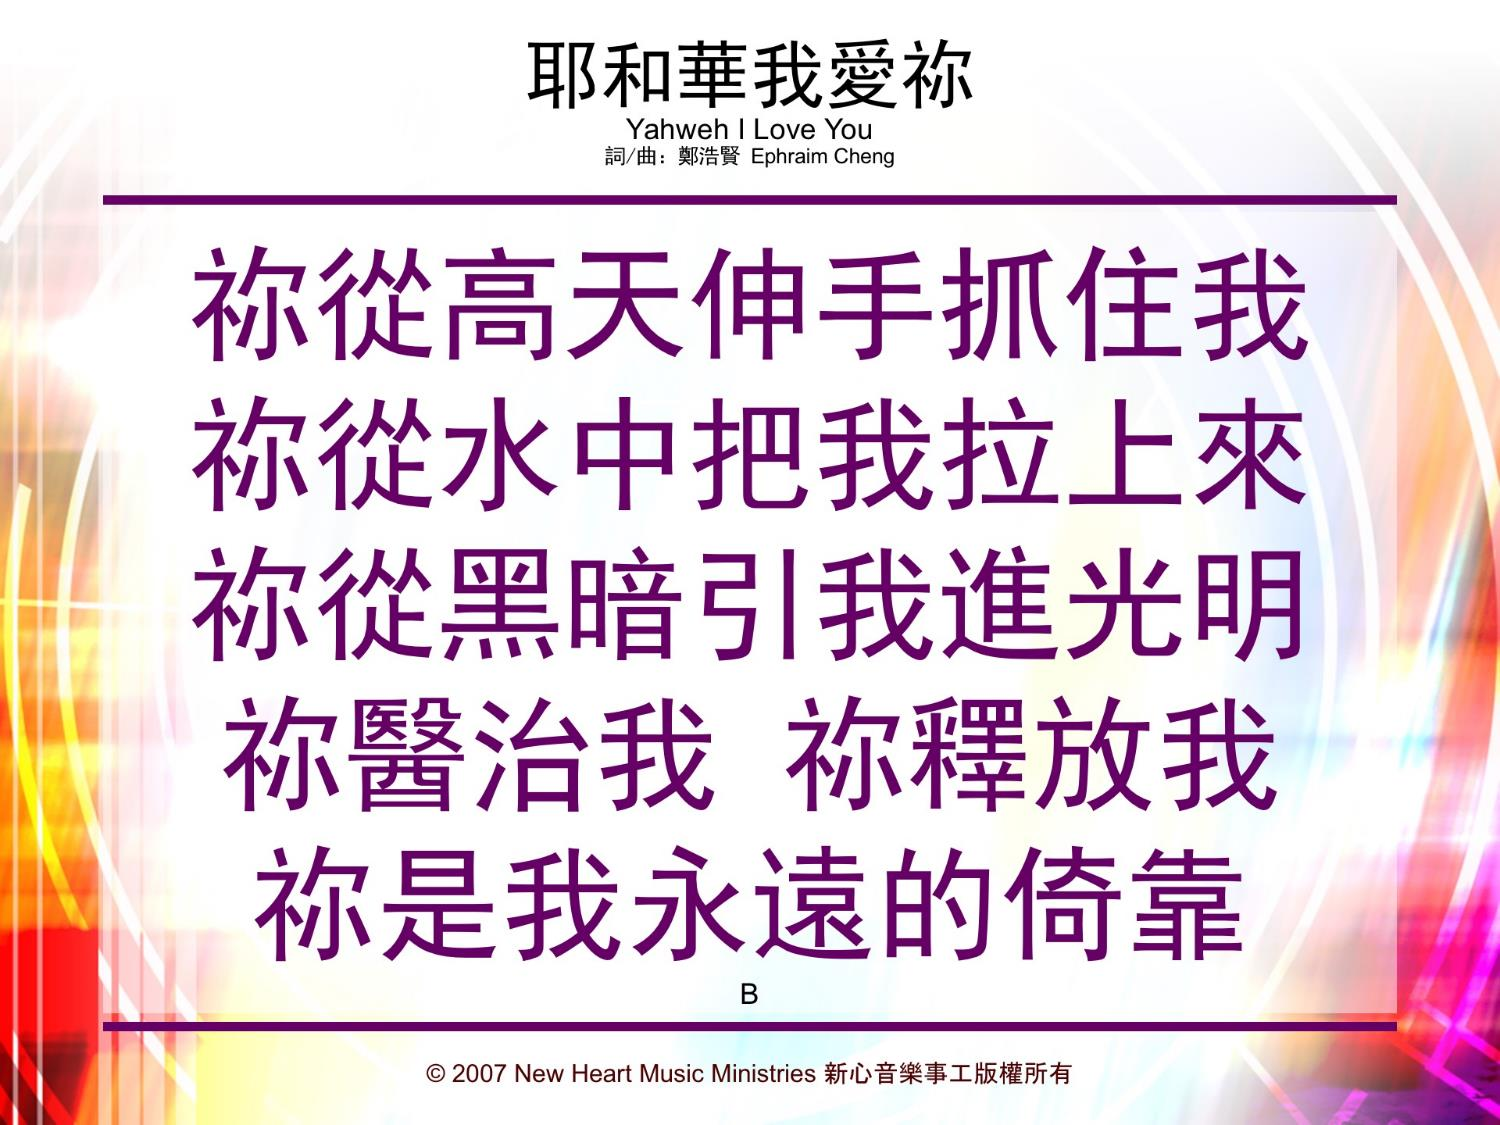 耶和華我愛祢
Yahweh I Love You
詞/曲：鄭浩賢 Ephraim Cheng
祢從高天伸手抓住我
祢從水中把我拉上來
祢從黑暗引我進光明
祢醫治我 祢釋放我
祢是我永遠的倚靠
B
© 2007 New Heart Music Ministries 新心音樂事工版權所有